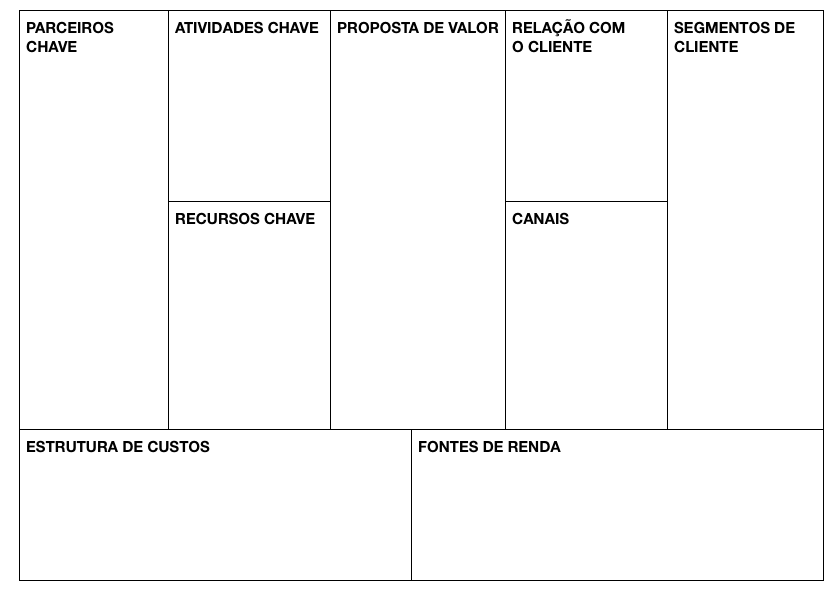 PARCEIROS
CHAVE
ATIVIDADES CHAVE
PROPOSTA DE VALOR
RELAÇÃO COM
O CLIENTE
SEGMENTOS DE
CLIENTE
RECURSOS CHAVE
CANAIS
ESTRUTURA DE CUSTOS
FONTES DE RENDA